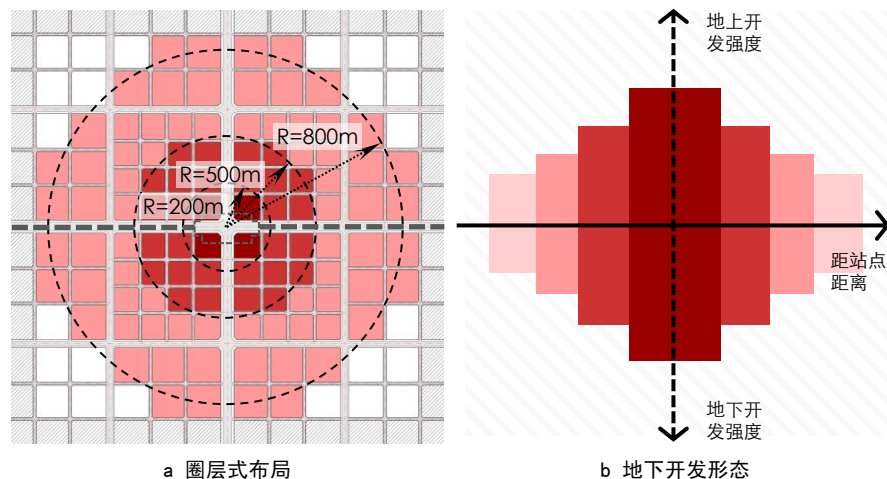 R=800m
R=500m
R=200m
a 圈层式布局
地上开
发强度
距站点
距离
地下开
发强度
b 地下开发形态